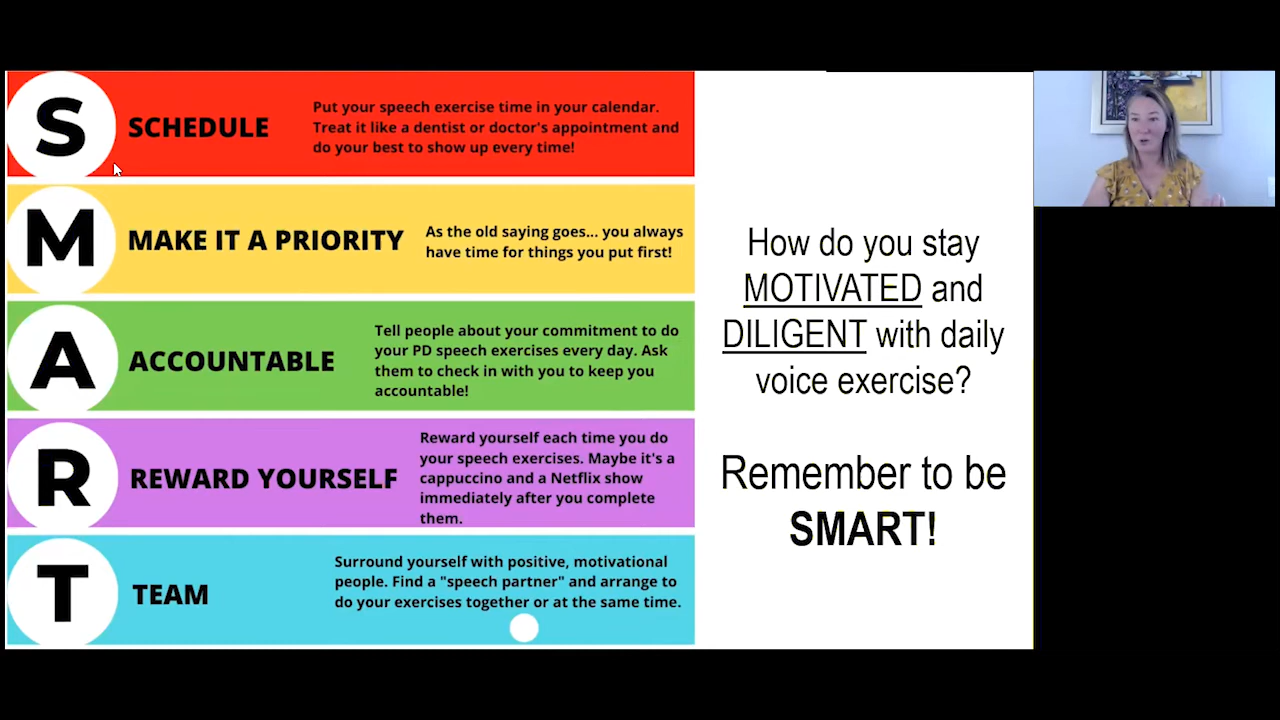 S
SCHEDULE
Put your speech exercise time in your calendar.
Treat it like a dentist or doctor's appointment and
do your best to show up every time!
M
MAKE IT A PRIORITY
As the old saying goes... you always
have time for things you put first!
A
ACCOUNTABLE
Tell people about your commitment to do
your PD speech exercises every day. Ask
them to check in with you to keep you
accountable!
R
REWARD YOURSELF
Reward yourself each time you do
your speech exercises. Maybe it's a
cappuccino and a Netflix show
immediately after you complete
them.
T
TEAM
Surround yourself with positive, motivational
people. Find a "speech partner" and arrange to
do your exercises together or at the same time.
How do you stay
MOTIVATED and
DILIGENT with daily
voice exercise?
Remember to be
SMART!